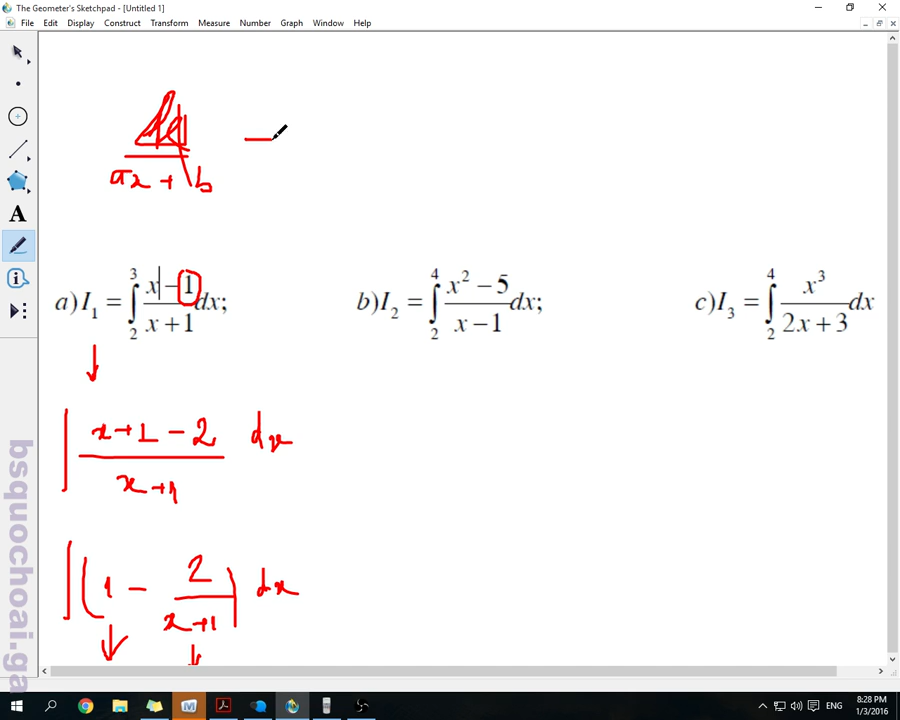 The Geometer's Sketchpad - [Untitled 1]
File Edit Display Construct Transform Measure Number Graph Window Help
ax + b
a) I₁ = ∫₂³ (x - 1)/(x + 1) dx; b) I₂ = ∫₂⁴ (x² - 5)/(x - 1) dx; c) I₃ = ∫₂⁴ x³/(2x + 3) dx
∫ (x+1-2)/(x+1) dx
∫ (1 - 2/(x+1)) dx
bsquochoai.ga
A
ENG
8:28 PM
1/3/2016